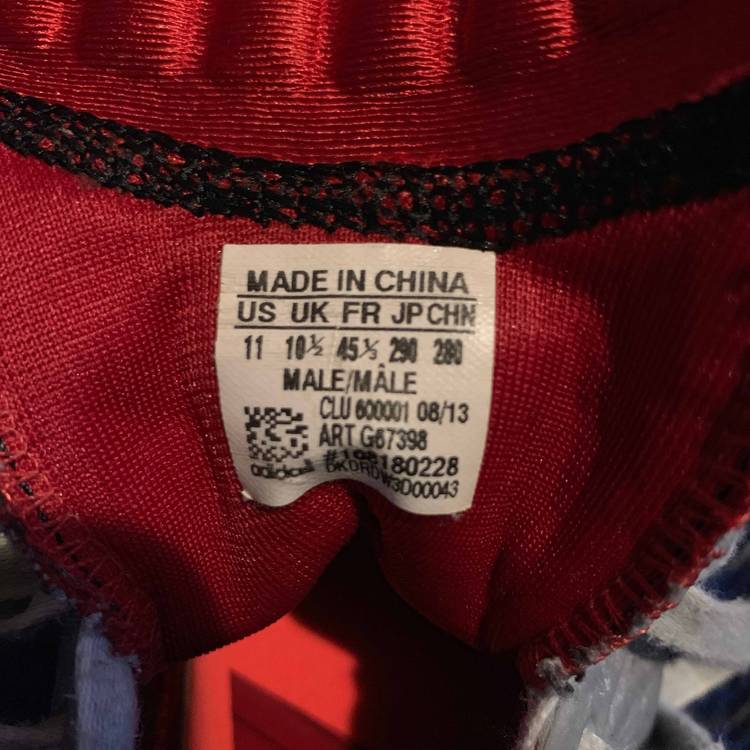 MADE IN CHINA
US UK FR JP CHN
11 10½ 45⅓ 290 280
MALE/MÂLE
CLU 600001 08/13
ART G67398
adidas
DKDRDW3D00043